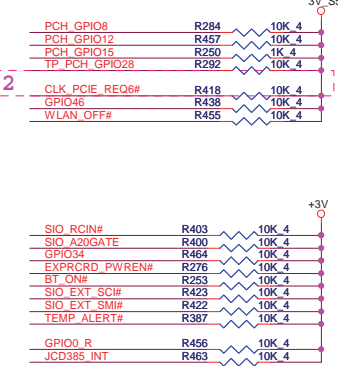 3V_S5
PCH_GPIO8 R284 10K_4
PCH_GPIO12 R457 10K_4
PCH_GPIO15 R250 1K_4
TP_PCH_GPIO28 R292 10K_4
2
CLK_PCIE_REQ6# R418 10K_4
GPIO46 R438 10K_4
WLAN_OFF# R455 10K_4
+3V
SIO_RCIN# R403 10K_4
SIO_A20GATE R400 10K_4
GPIO34 R464 10K_4
EXPRCRD_PWREN# R276 10K_4
BT_ON# R253 10K_4
SIO_EXT_SCI# R423 10K_4
SIO_EXT_SMI# R422 10K_4
TEMP_ALERT# R387 10K_4
GPIO0_R R456 10K_4
JCD385_INT R463 10K_4